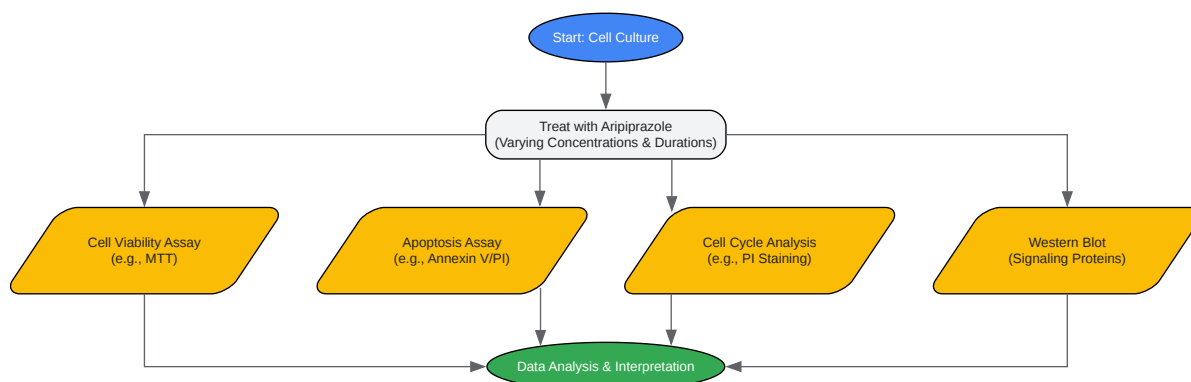 Start: Cell Culture
Treat with Aripiprazole
(Varying Concentrations & Durations)
Cell Viability Assay
(e.g., MTT)
Apoptosis Assay
(e.g., Annexin V/PI)
Cell Cycle Analysis
(e.g., PI Staining)
Western Blot
(Signaling Proteins)
Data Analysis & Interpretation